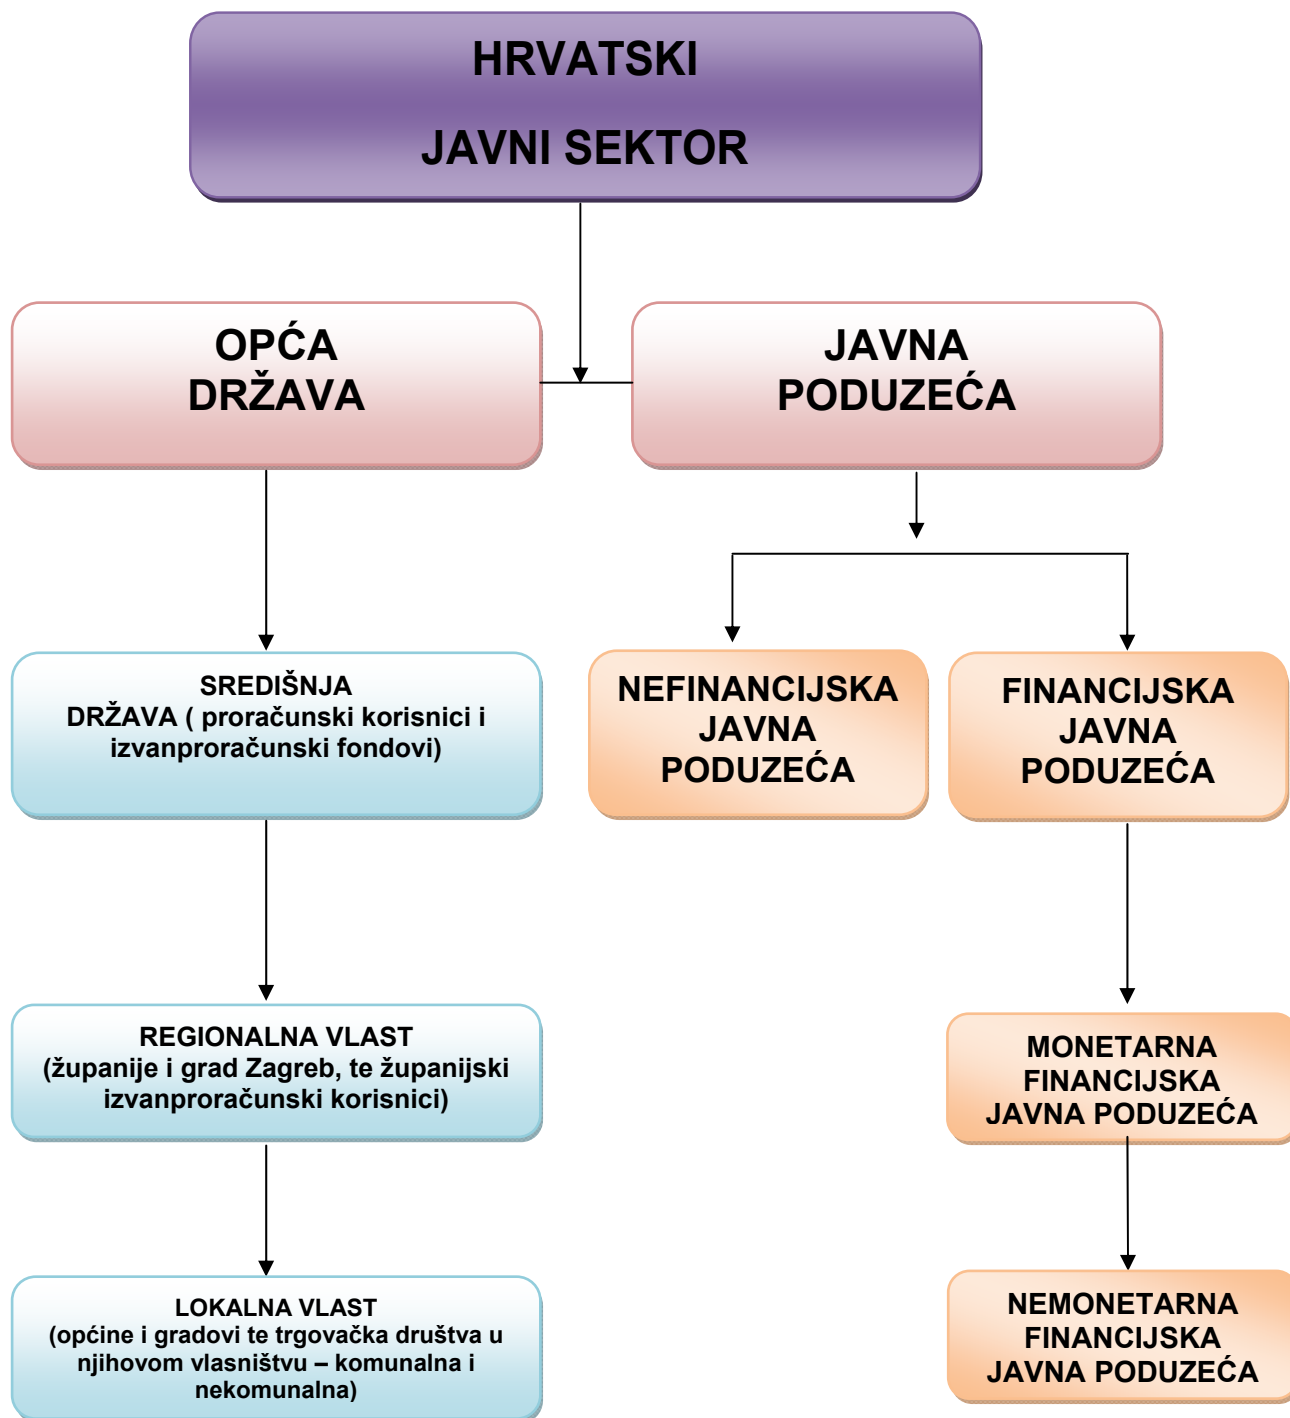 HRVATSKI
JAVNI SEKTOR
OPĆA
DRŽAVA
JAVNA
PODUZEĆA
SREDIŠNJA
DRŽAVA ( proračunski korisnici i
izvanproračunski fondovi)
NEFINANCIJSKA
JAVNA
PODUZEĆA
FINANCIJSKA
JAVNA
PODUZEĆA
REGIONALNA VLAST
(županije i grad Zagreb, te županijski
izvanproračunski korisnici)
MONETARNA
FINANCIJSKA
JAVNA PODUZEĆA
LOKALNA VLAST
(općine i gradovi te trgovačka društva u
njihovom vlasništvu – komunalna i
nekomunalna)
NEMONETARNA
FINANCIJSKA
JAVNA PODUZEĆA